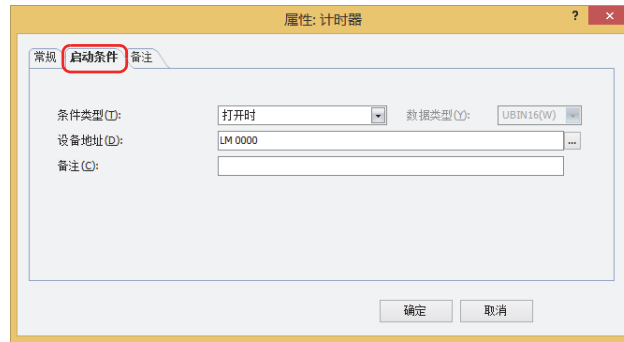 属性: 计时器 ? ×
常规 启动条件 备注
条件类型(T): 打开时 数据类型(Y): UBIN16(W)
设备地址(D): LM 0000 ...
备注(C):
确定 取消